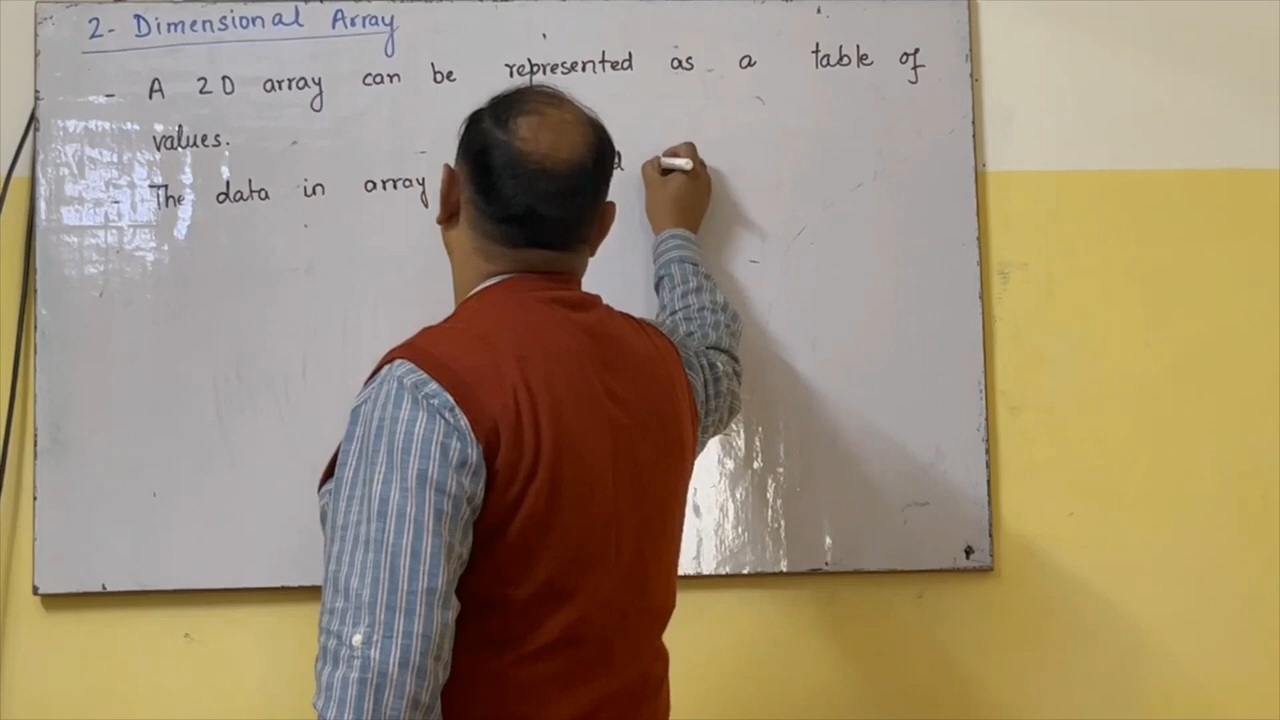 2- Dimensional Array
- A 2D array can be represented as a table of
values.
- The data in array